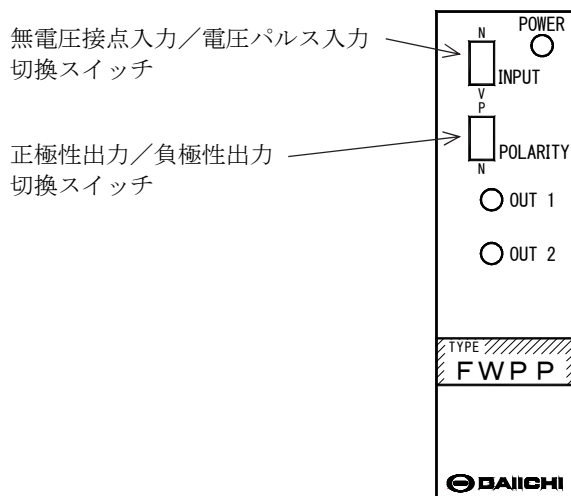 無電圧接点入力／電圧パルス入力
切換スイッチ
正極性出力／負極性出力
切換スイッチ
POWER
N
INPUT
V
P
POLARITY
N
OUT 1
OUT 2
TYPE
FWPP
DAIICHI